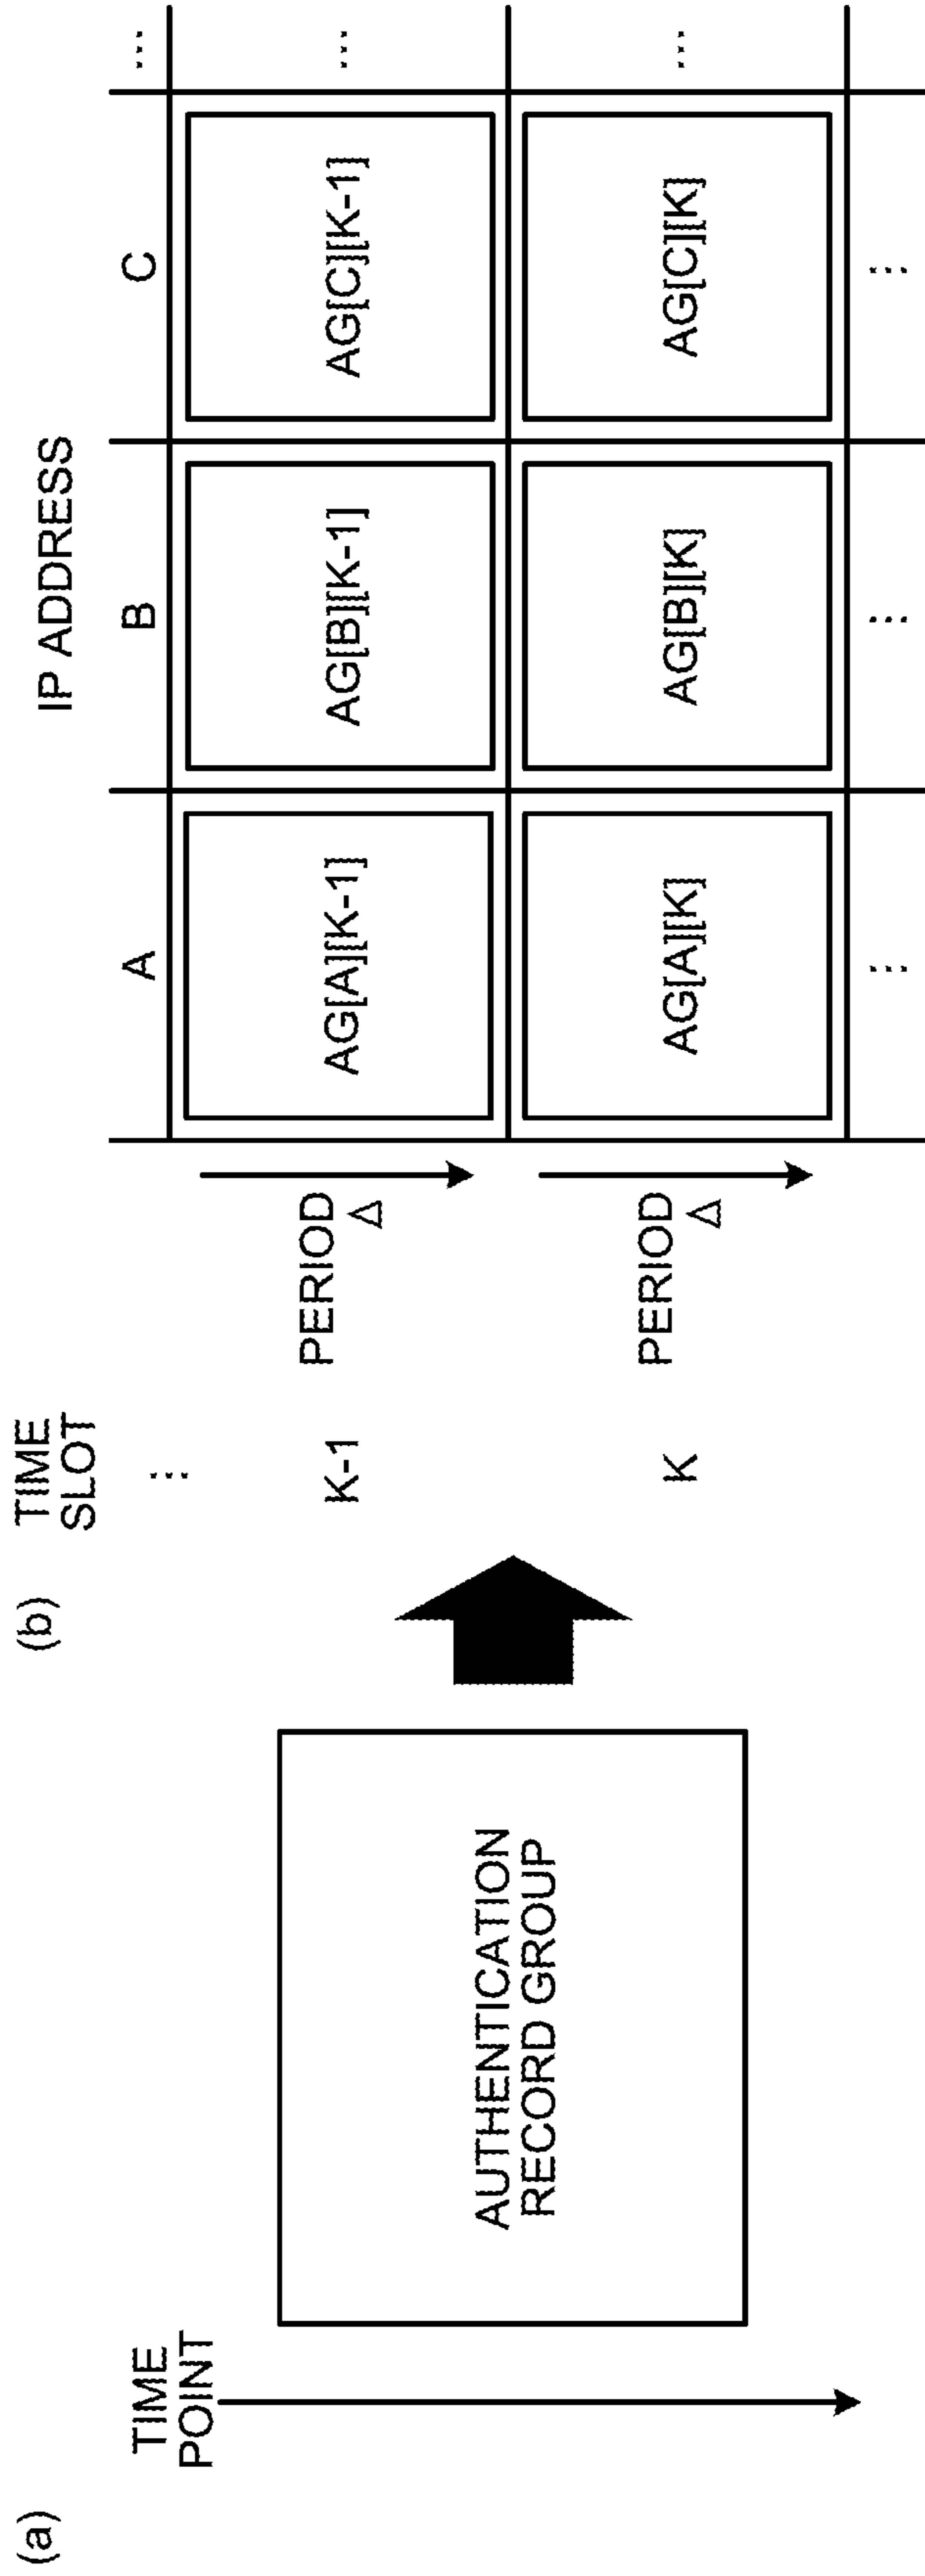 (a)
TIME
POINT
AUTHENTICATION
RECORD GROUP
(b)
TIME
SLOT
IP ADDRESS
A B C ...
⋮
K-1
PERIOD
Δ
AG[A][K-1] AG[B][K-1] AG[C][K-1] ...
K
PERIOD
Δ
AG[A][K] AG[B][K] AG[C][K] ...
⋮ ⋮ ⋮